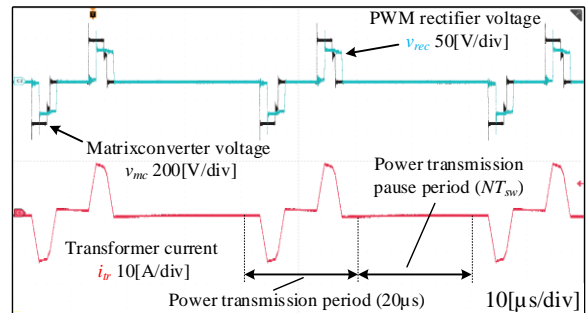 PWM rectifier voltage
v_rec 50[V/div]
Matrixconverter voltage
v_mc 200[V/div]
Power transmission
pause period (NT_sw)
Transformer current
i_tr 10[A/div]
Power transmission period (20μs)
10[μs/div]